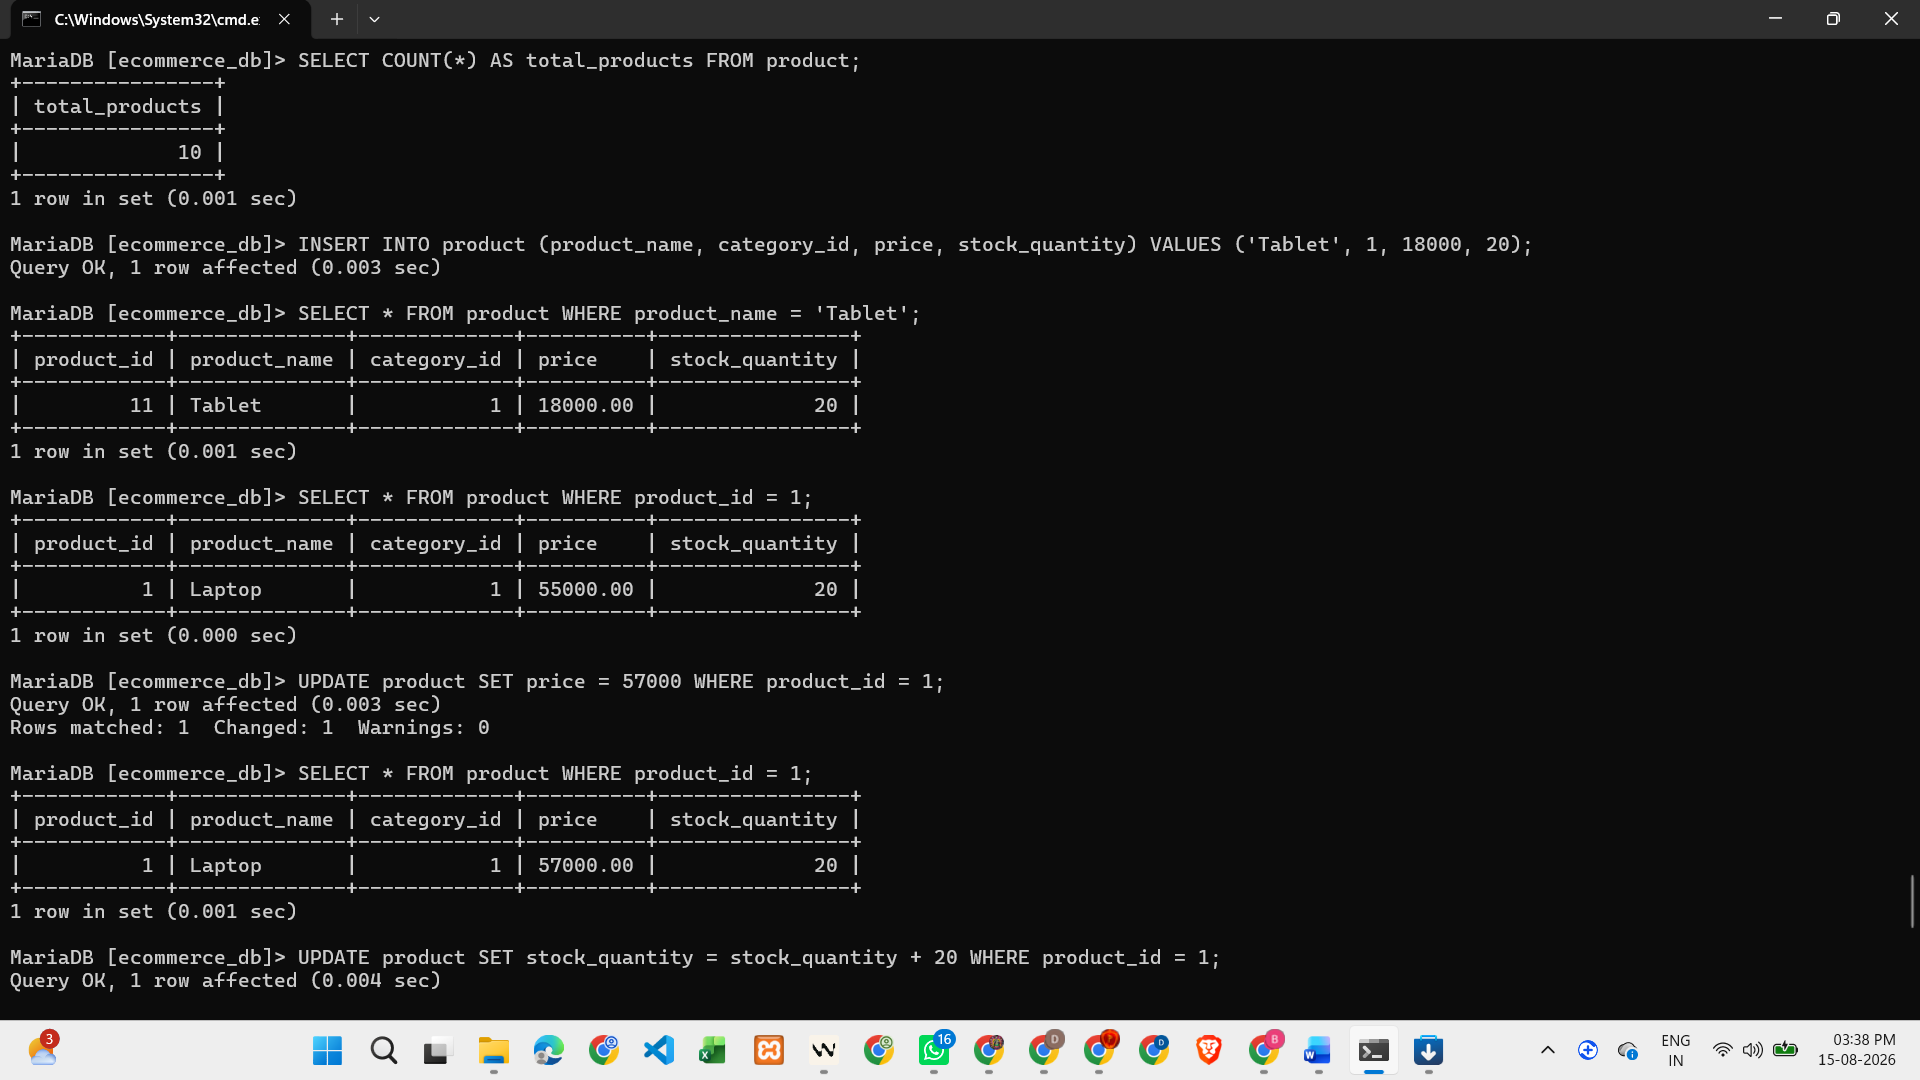 C:\Windows\System32\cmd.e
MariaDB [ecommerce_db]> SELECT COUNT(*) AS total_products FROM product;
+----------------+
| total_products |
+----------------+
|             10 |
+----------------+
1 row in set (0.001 sec)
MariaDB [ecommerce_db]> INSERT INTO product (product_name, category_id, price, stock_quantity) VALUES ('Tablet', 1, 18000, 20);
Query OK, 1 row affected (0.003 sec)
MariaDB [ecommerce_db]> SELECT * FROM product WHERE product_name = 'Tablet';
+------------+--------------+-------------+----------+----------------+
| product_id | product_name | category_id | price    | stock_quantity |
+------------+--------------+-------------+----------+----------------+
|         11 | Tablet       |           1 | 18000.00 |             20 |
+------------+--------------+-------------+----------+----------------+
1 row in set (0.001 sec)
MariaDB [ecommerce_db]> SELECT * FROM product WHERE product_id = 1;
+------------+--------------+-------------+----------+----------------+
| product_id | product_name | category_id | price    | stock_quantity |
+------------+--------------+-------------+----------+----------------+
|          1 | Laptop       |           1 | 55000.00 |             20 |
+------------+--------------+-------------+----------+----------------+
1 row in set (0.000 sec)
MariaDB [ecommerce_db]> UPDATE product SET price = 57000 WHERE product_id = 1;
Query OK, 1 row affected (0.003 sec)
Rows matched: 1  Changed: 1  Warnings: 0
MariaDB [ecommerce_db]> SELECT * FROM product WHERE product_id = 1;
+------------+--------------+-------------+----------+----------------+
| product_id | product_name | category_id | price    | stock_quantity |
+------------+--------------+-------------+----------+----------------+
|          1 | Laptop       |           1 | 57000.00 |             20 |
+------------+--------------+-------------+----------+----------------+
1 row in set (0.001 sec)
MariaDB [ecommerce_db]> UPDATE product SET stock_quantity = stock_quantity + 20 WHERE product_id = 1;
Query OK, 1 row affected (0.004 sec)
3
16
D
D
B
ENG
IN
03:38 PM
15-08-2026